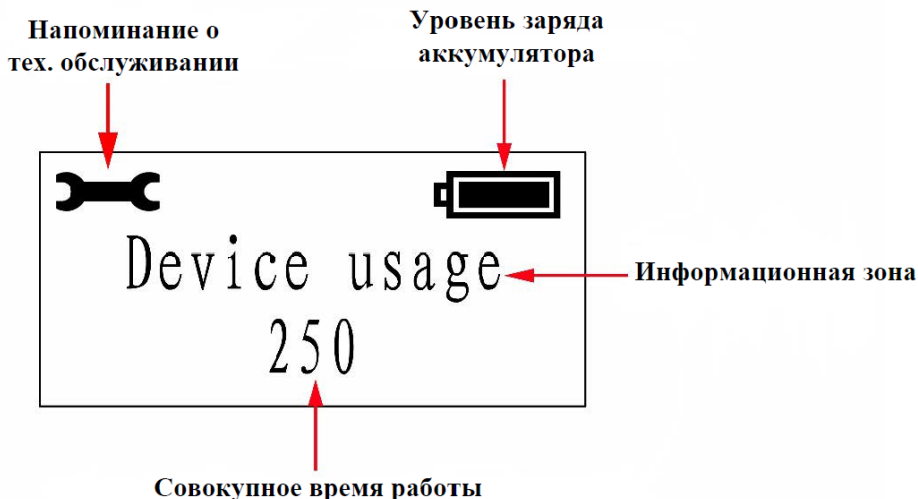 Напоминание о
тех. обслуживании
Уровень заряда
аккумулятора
Device usage
Информационная зона
250
Совокупное время работы